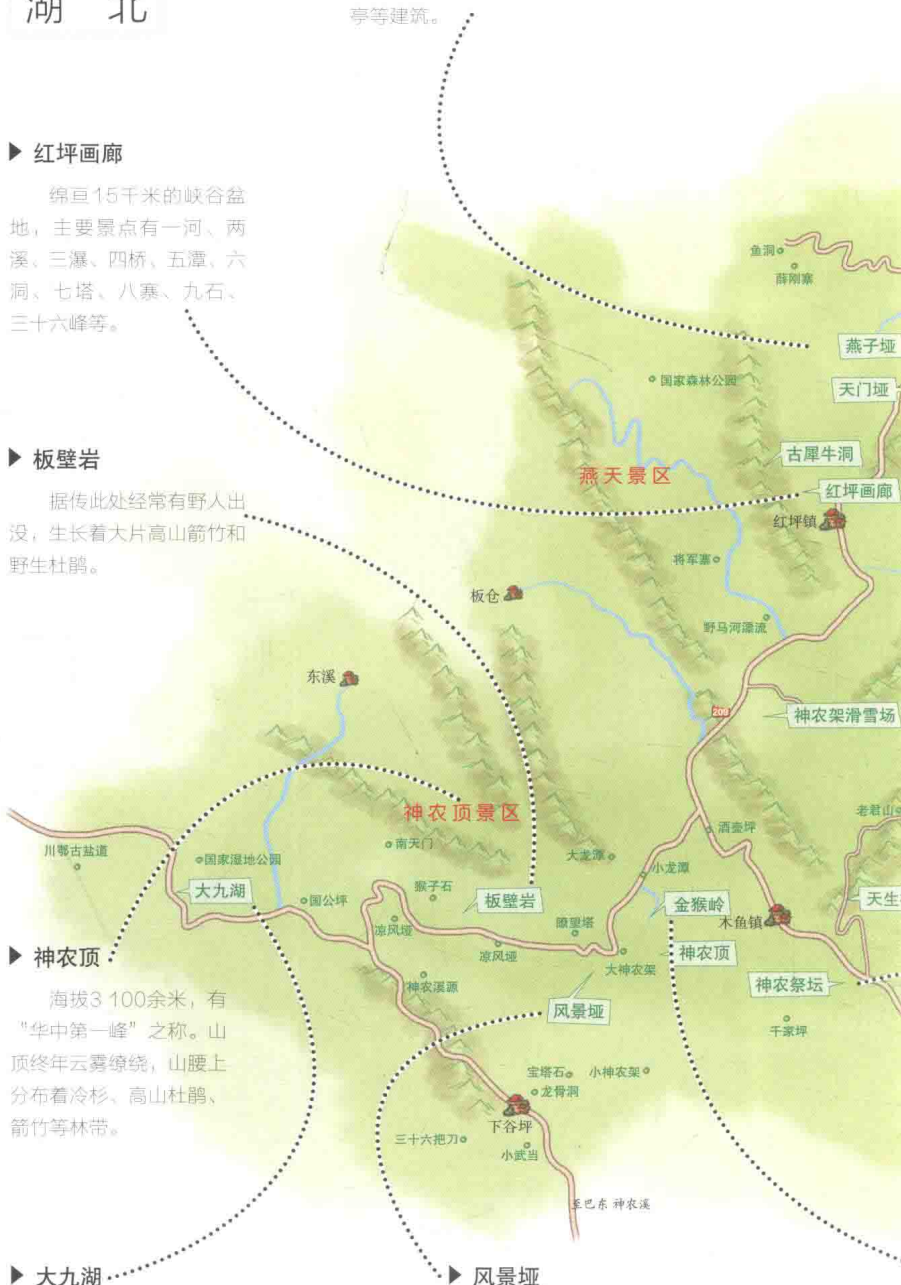 湖 北
亭等建筑。
▶ 红坪画廊
绵亘15千米的峡谷盆
地，主要景点有一河、两
溪、三瀑、四桥、五潭、六
洞、七塔、八寨、九石、
三十六峰等。
▶ 板壁岩
据传此处经常有野人出
没，生长着大片高山箭竹和
野生杜鹃。
▶ 神农顶
海拔3 100余米，有
“华中第一峰”之称。山
顶终年云雾缭绕，山腰上
分布着冷杉、高山杜鹃、
箭竹等林带。
▶ 大九湖
▶ 风景垭
鱼洞
薛刚寨
燕子垭
国家森林公园
天门垭
古犀牛洞
燕天景区
红坪画廊
红坪镇
将军寨
板仓
野马河漂流
东溪
209
神农架滑雪场
神农顶景区
老君山
酒壶坪
川鄂古盐道
南天门
国家湿地公园
大龙潭
小龙潭
大九湖
猴子石
板壁岩
国公坪
金猴岭
天生
凉风垭
瞭望塔
木鱼镇
凉风垭
大神农架
神农顶
神农溪源
神农祭坛
风景垭
千家坪
宝塔石
小神农架
龙骨洞
下谷坪
三十六把刀
小武当
至巴东 神农溪